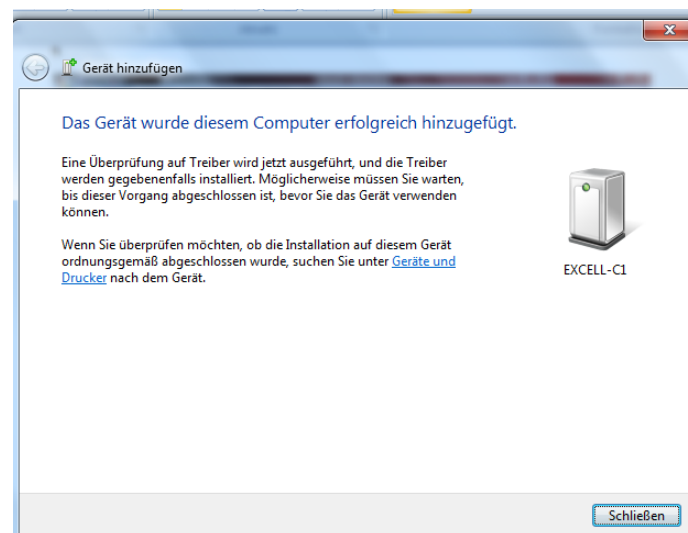 Gerät hinzufügen
Das Gerät wurde diesem Computer erfolgreich hinzugefügt.
Eine Überprüfung auf Treiber wird jetzt ausgeführt, und die Treiber
werden gegebenenfalls installiert. Möglicherweise müssen Sie warten,
bis dieser Vorgang abgeschlossen ist, bevor Sie das Gerät verwenden
können.
Wenn Sie überprüfen möchten, ob die Installation auf diesem Gerät
ordnungsgemäß abgeschlossen wurde, suchen Sie unter Geräte und
Drucker nach dem Gerät.
EXCELL-C1
Schließen